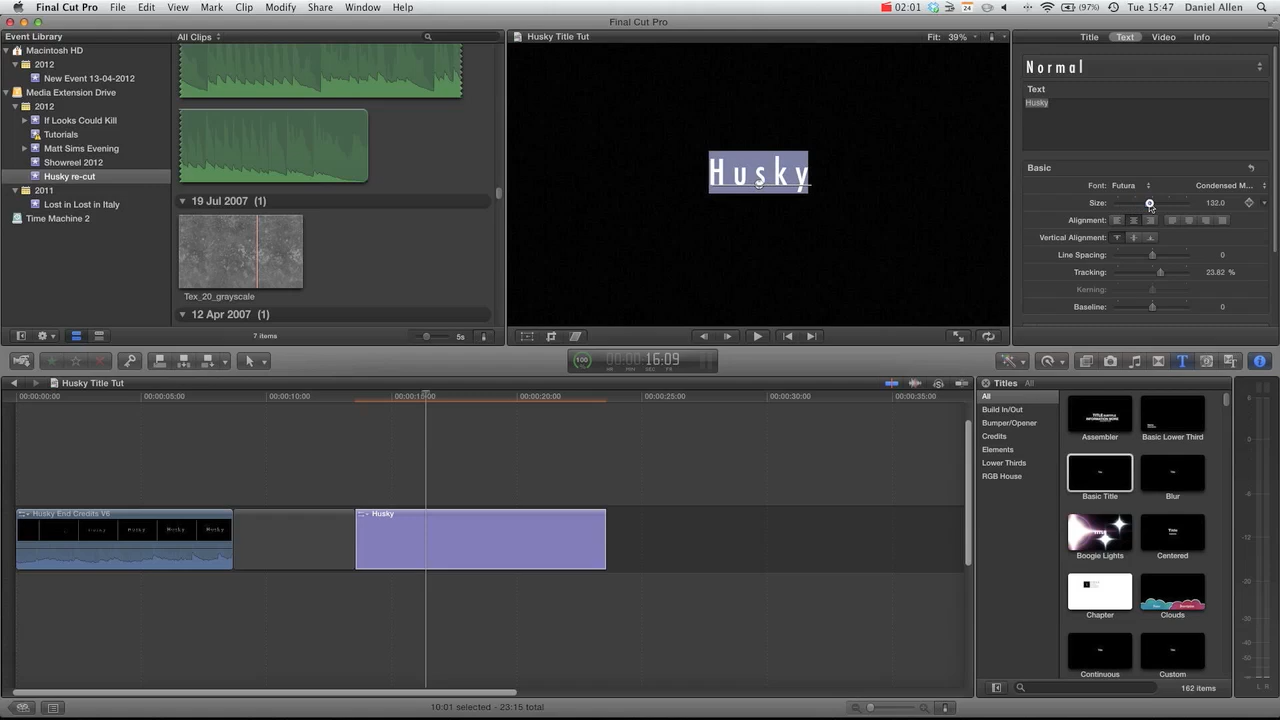 Final Cut Pro File Edit View Mark Clip Modify Share Window Help 02:01 24 (97%) Tue 15:47 Daniel Allen
Final Cut Pro
Event Library
All Clips
Husky Title Tut
Fit: 39%
Title Text Video Info
Macintosh HD
2012
New Event 13-04-2012
Media Extension Drive
2012
If Looks Could Kill
Tutorials
Matt Sims Evening
Showreel 2012
Husky re-cut
2011
Lost in Lost in Italy
Time Machine 2
19 Jul 2007 (1)
Tex_20_grayscale
12 Apr 2007 (1)
7 items
5s
Husky
Normal
Text
Husky
Basic
Font: Futura Condensed M...
Size: 132.0
Alignment:
Vertical Alignment:
Line Spacing: 0
Tracking: 23.82 %
Kerning:
Baseline: 0
100
00:00:16:09
HR MIN SEC FR
Husky Title Tut
00:00:00:00 00:00:05:00 00:00:10:00 00:00:15:00 00:00:20:00 00:00:25:00 00:00:30:00 00:00:35:00
Husky End Credits V6
Husky
10:01 selected - 23:15 total
Titles All
All
Build In/Out
Bumper/Opener
Credits
Elements
Lower Thirds
RGB House
Assembler
Basic Lower Third
Basic Title
Blur
Boogie Lights
Centered
Chapter
Clouds
Continuous
Custom
162 items
L R